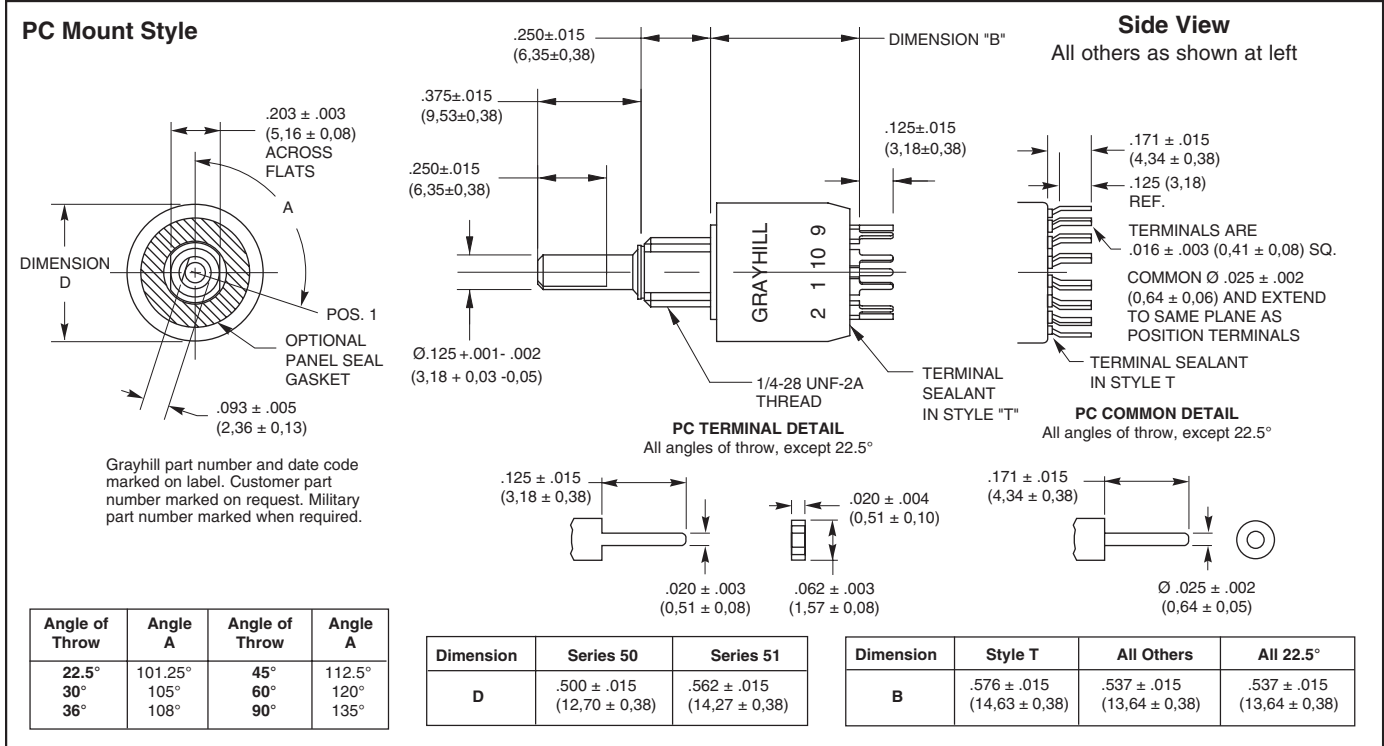 PC Mount Style
Side View
All others as shown at left
.250±.015
(6,35±0,38)
DIMENSION "B"
.375±.015
(9,53±0,38)
.250±.015
(6,35±0,38)
.125±.015
(3,18±0,38)
.203 ± .003
(5,16 ± 0,08)
ACROSS
FLATS
A
DIMENSION
D
POS. 1
OPTIONAL
PANEL SEAL
GASKET
.093 ± .005
(2,36 ± 0,13)
Grayhill part number and date code
marked on label. Customer part
number marked on request. Military
part number marked when required.
GRAYHILL
2 1 10 9
Ø.125 +.001- .002
(3,18 + 0,03 -0,05)
1/4-28 UNF-2A
THREAD
TERMINAL
SEALANT
IN STYLE "T"
.171 ± .015
(4,34 ± 0,38)
.125 (3,18)
REF.
TERMINALS ARE
.016 ± .003 (0,41 ± 0,08) SQ.
COMMON Ø .025 ± .002
(0,64 ± 0,06) AND EXTEND
TO SAME PLANE AS
POSITION TERMINALS
TERMINAL SEALANT
IN STYLE T
PC TERMINAL DETAIL
All angles of throw, except 22.5°
.125 ± .015
(3,18 ± 0,38)
.020 ± .004
(0,51 ± 0,10)
.020 ± .003
(0,51 ± 0,08)
.062 ± .003
(1,57 ± 0,08)
PC COMMON DETAIL
All angles of throw, except 22.5°
.171 ± .015
(4,34 ± 0,38)
Ø .025 ± .002
(0,64 ± 0,05)
Angle of Throw Angle A Angle of Throw Angle A
22.5° 101.25° 45° 112.5°
30° 105° 60° 120°
36° 108° 90° 135°
Dimension Series 50 Series 51
D .500 ± .015 (12,70 ± 0,38) .562 ± .015 (14,27 ± 0,38)
Dimension Style T All Others All 22.5°
B .576 ± .015 (14,63 ± 0,38) .537 ± .015 (13,64 ± 0,38) .537 ± .015 (13,64 ± 0,38)